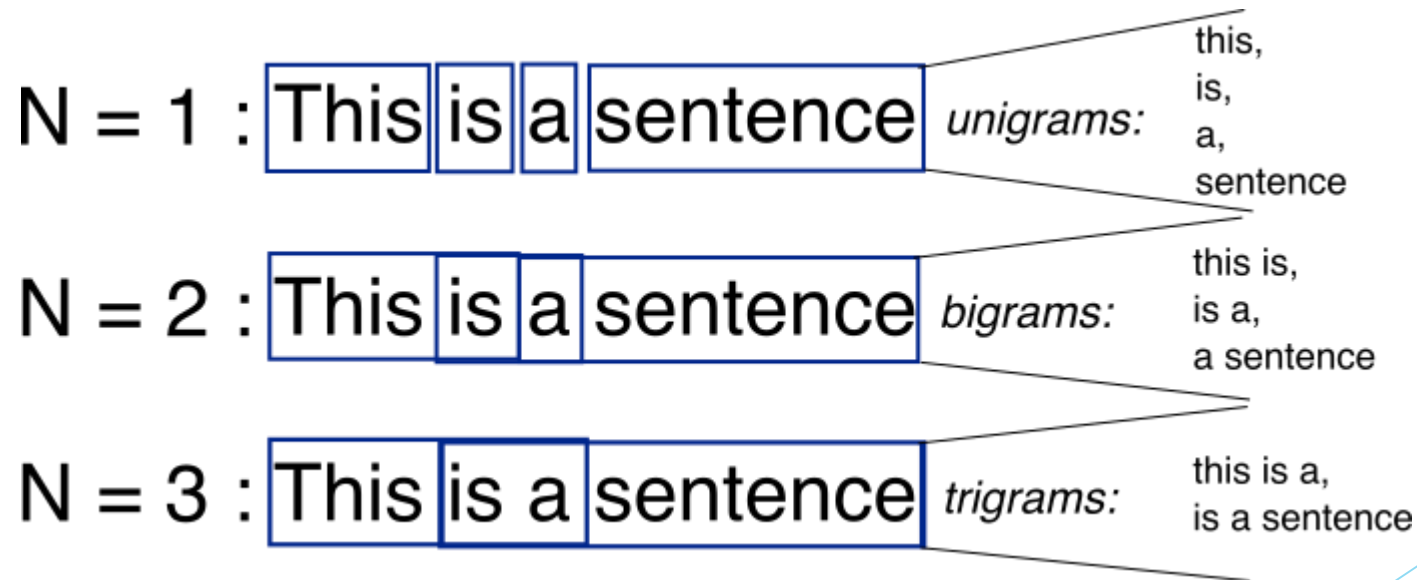 N = 1 : This is a sentence unigrams:
this,
is,
a,
sentence
N = 2 : This is a sentence bigrams:
this is,
is a,
a sentence
N = 3 : This is a sentence trigrams:
this is a,
is a sentence